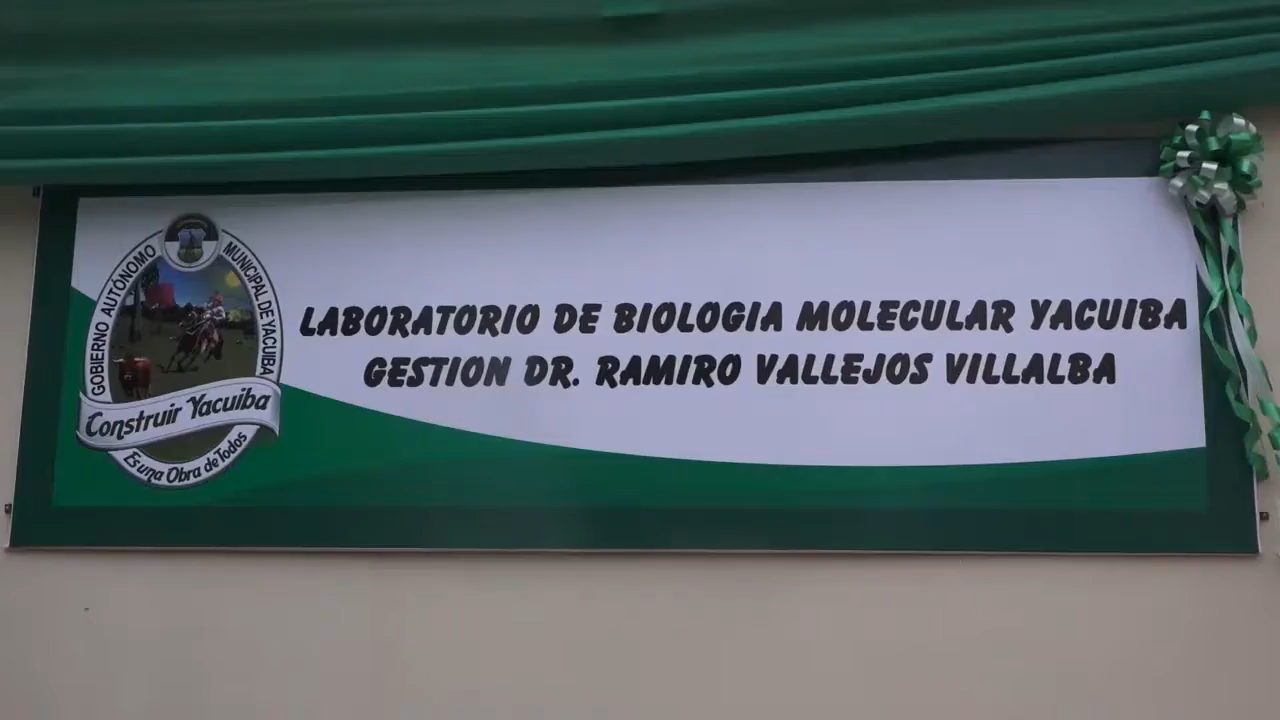 GOBIERNO AUTÓNOMO MUNICIPAL DE YACUIBA
Construir Yacuiba
Es una Obra de Todos
LABORATORIO DE BIOLOGIA MOLECULAR YACUIBA
GESTION DR. RAMIRO VALLEJOS VILLALBA